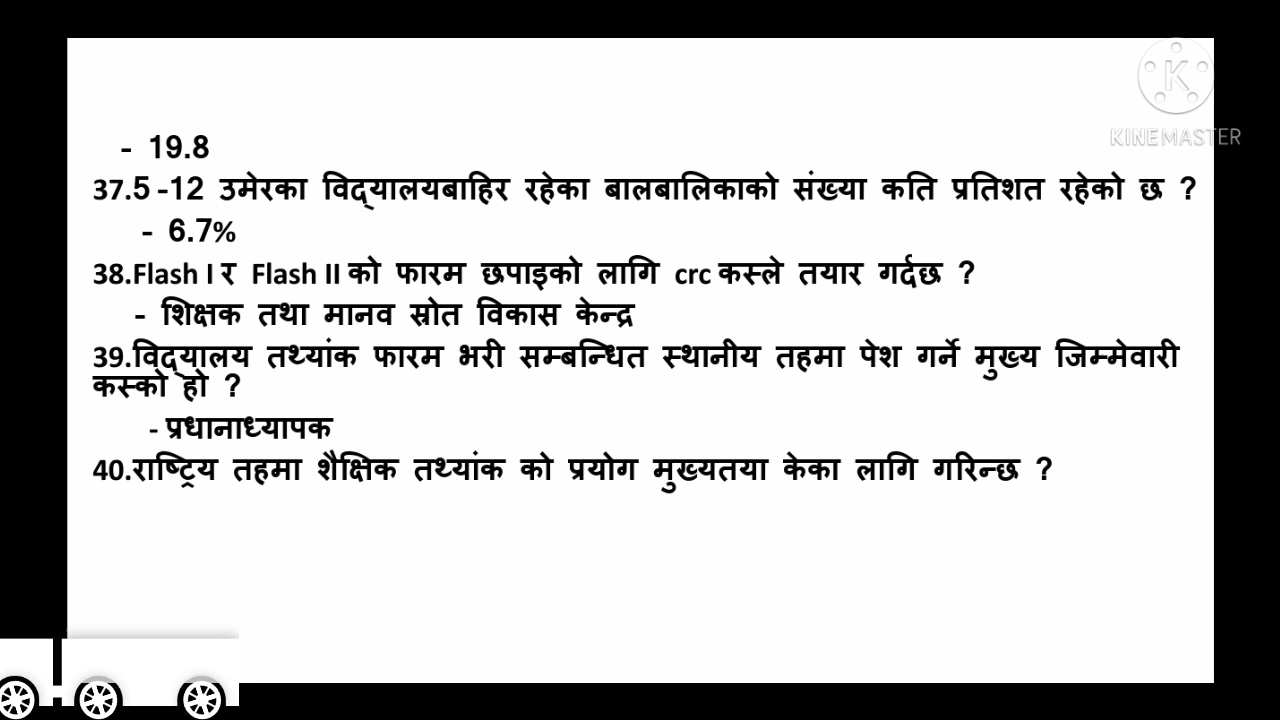 - 19.8
KINEMASTER
37.5 -12 उमेरका विद्यालयबाहिर रहेका बालबालिकाको संख्या कति प्रतिशत रहेको छ ?
- 6.7%
38.Flash I र Flash II को फारम छपाइको लागि crc कस्ले तयार गर्दछ ?
- शिक्षक तथा मानव स्रोत विकास केन्द्र
39.विद्यालय तथ्यांक फारम भरी सम्बन्धित स्थानीय तहमा पेश गर्ने मुख्य जिम्मेवारी
कस्को हो ?
- प्रधानाध्यापक
40.राष्ट्रिय तहमा शैक्षिक तथ्यांक को प्रयोग मुख्यतया केका लागि गरिन्छ ?